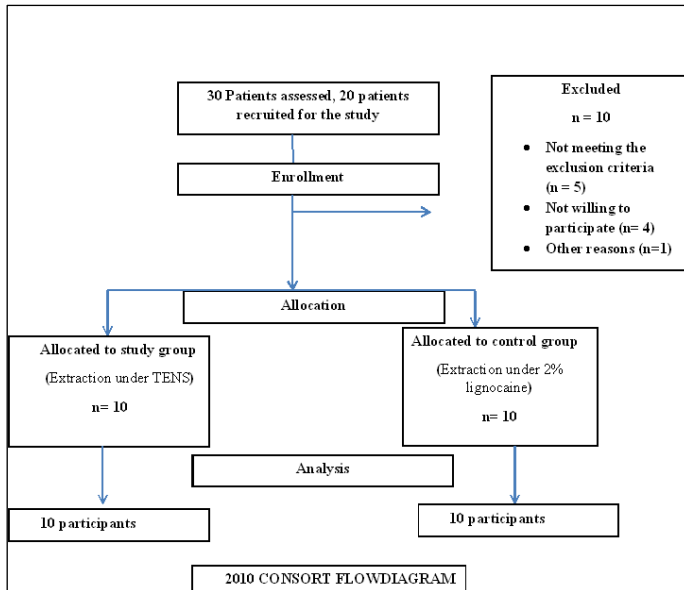 30 Patients assessed, 20 patients
recruited for the study
Excluded
n = 10
• Not meeting the
exclusion criteria
(n = 5)
• Not willing to
participate (n= 4)
• Other reasons (n=1)
Enrollment
Allocation
Allocated to study group
(Extraction under TENS)
n= 10
Allocated to control group
(Extraction under 2%
lignocaine)
n= 10
Analysis
10 participants
10 participants
2010 CONSORT FLOWDIAGRAM